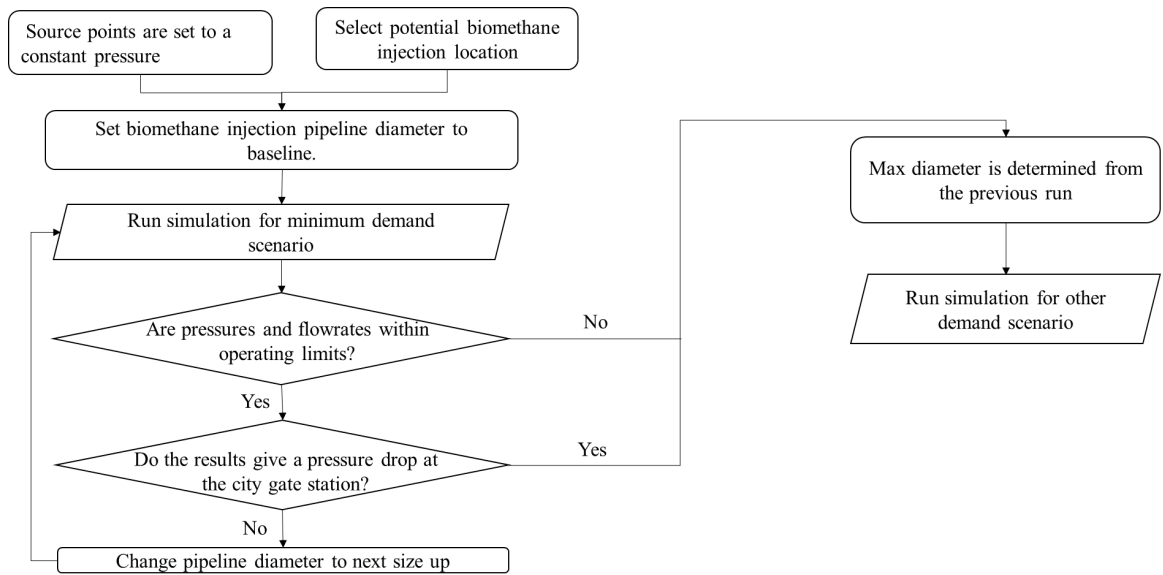 Source points are set to a
constant pressure
Select potential biomethane
injection location
Set biomethane injection pipeline diameter to
baseline.
Run simulation for minimum demand
scenario
Are pressures and flowrates within
operating limits?
No
Yes
Do the results give a pressure drop at
the city gate station?
Yes
No
Change pipeline diameter to next size up
Max diameter is determined from
the previous run
Run simulation for other
demand scenario